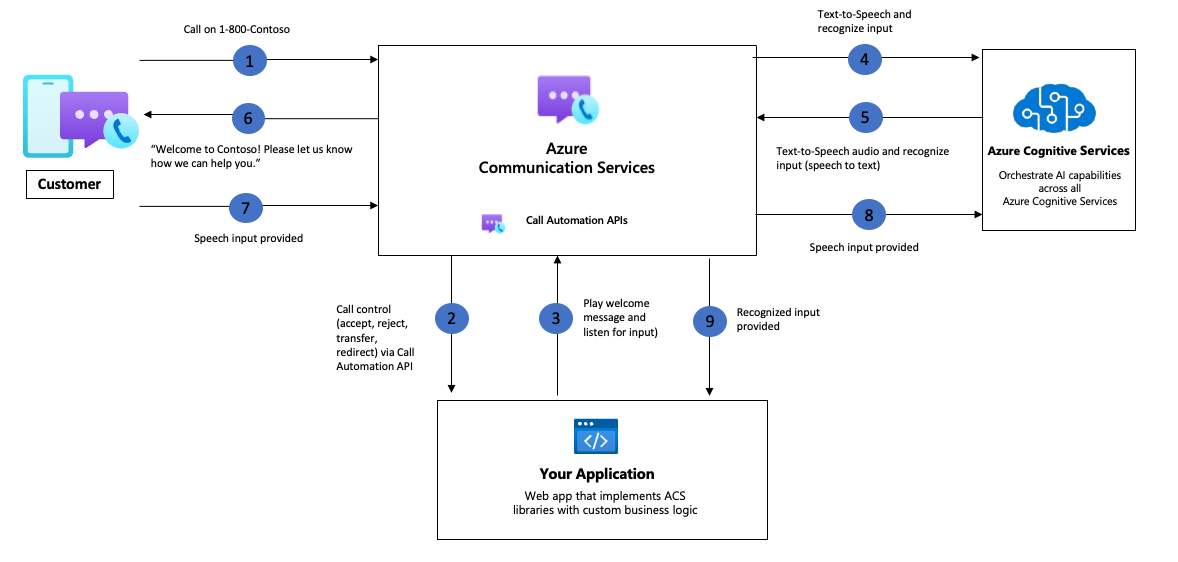 Call on 1-800-Contoso
1
Customer
6
“Welcome to Contoso! Please let us know
how we can help you.”
7
Speech input provided
Azure
Communication Services
Call Automation APIs
Text-to-Speech and
recognize input
4
5
Text-to-Speech audio and recognize
input (speech to text)
8
Speech input provided
Azure Cognitive Services
Orchestrate AI capabilities
across all
Azure Cognitive Services
Call control
(accept, reject,
transfer,
redirect) via Call
Automation API
2
3
Play welcome
message and
listen for input)
9
Recognized input
provided
Your Application
Web app that implements ACS
libraries with custom business logic